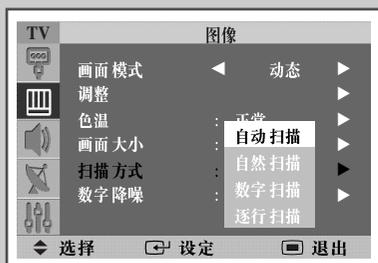 TV 图像
画面模式 动态
调整
色温 : 正常
画面大小 : 自动扫描
自然扫描
扫描方式 : 数字扫描
数字降噪 : 逐行扫描
选择 设定 退出